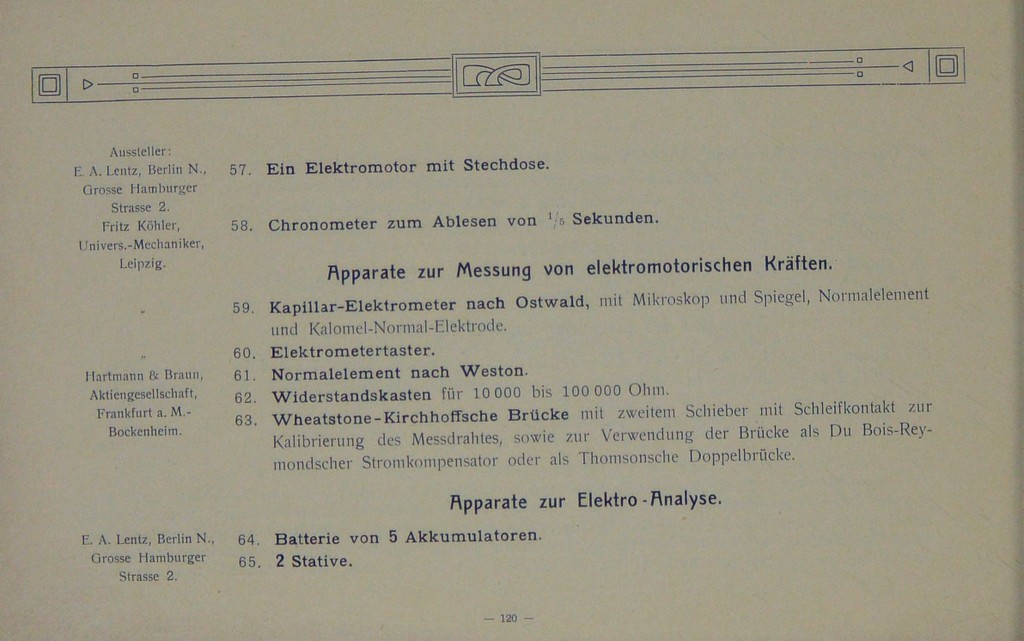 Aussteller:
E. A. Lentz, Berlin N.,
Grosse Hamburger
Strasse 2.
57. Ein Elektromotor mit Stechdose.
Fritz Köhler,
Univers.-Mechaniker,
Leipzig.
58. Chronometer zum Ablesen von 1/5 Sekunden.
Apparate zur Messung von elektromotorischen Kräften.
„
59. Kapillar-Elektrometer nach Ostwald, mit Mikroskop und Spiegel, Normalelement
und Kalomel-Normal-Elektrode.
„
60. Elektrometertaster.
Hartmann & Braun,
Aktiengesellschaft,
Frankfurt a. M.-
Bockenheim.
61. Normalelement nach Weston.
62. Widerstandskasten für 10 000 bis 100 000 Ohm.
63. Wheatstone-Kirchhoffsche Brücke mit zweitem Schieber mit Schleifkontakt zur
Kalibrierung des Messdrahtes, sowie zur Verwendung der Brücke als Du Bois-Rey-
mondscher Stromkompensator oder als Thomsonsche Doppelbrücke.
Apparate zur Elektro-Analyse.
E. A. Lentz, Berlin N.,
Grosse Hamburger
Strasse 2.
64. Batterie von 5 Akkumulatoren.
65. 2 Stative.
— 120 —